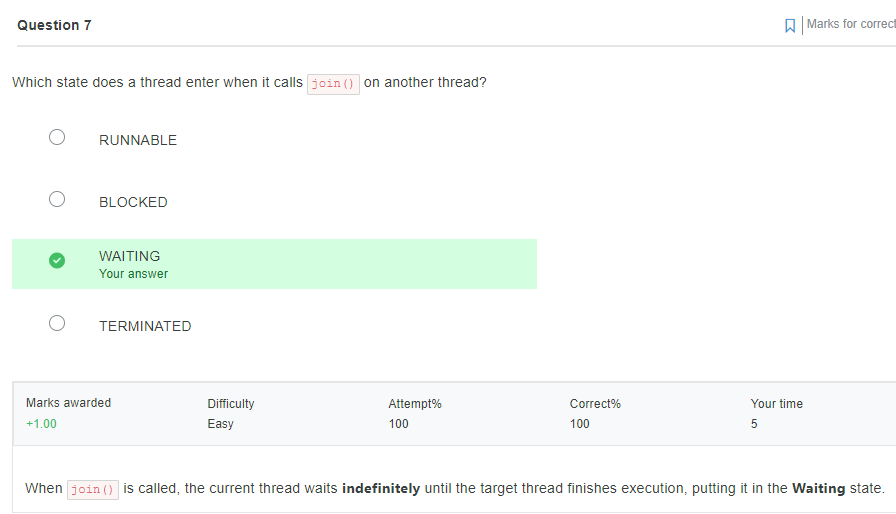 Question 7
Marks for correct
Which state does a thread enter when it calls join() on another thread?
RUNNABLE
BLOCKED
WAITING
Your answer
TERMINATED
Marks awarded Difficulty Attempt% Correct% Your time
+1.00 Easy 100 100 5
When join() is called, the current thread waits indefinitely until the target thread finishes execution, putting it in the Waiting state.